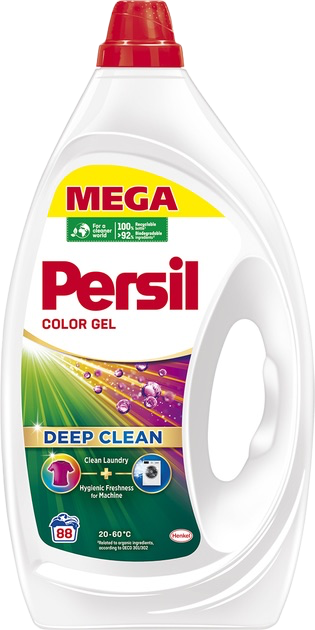 MEGA
For a
cleaner
world
100% Recyclable
bottle*
>92% Biodegradable
ingredients*
Persil
COLOR GEL
DEEP CLEAN
Clean Laundry
+
Hygienic Freshness
for Machine
88
20-60°C
*Related to organic ingredients,
according to OECD 301/302
Henkel